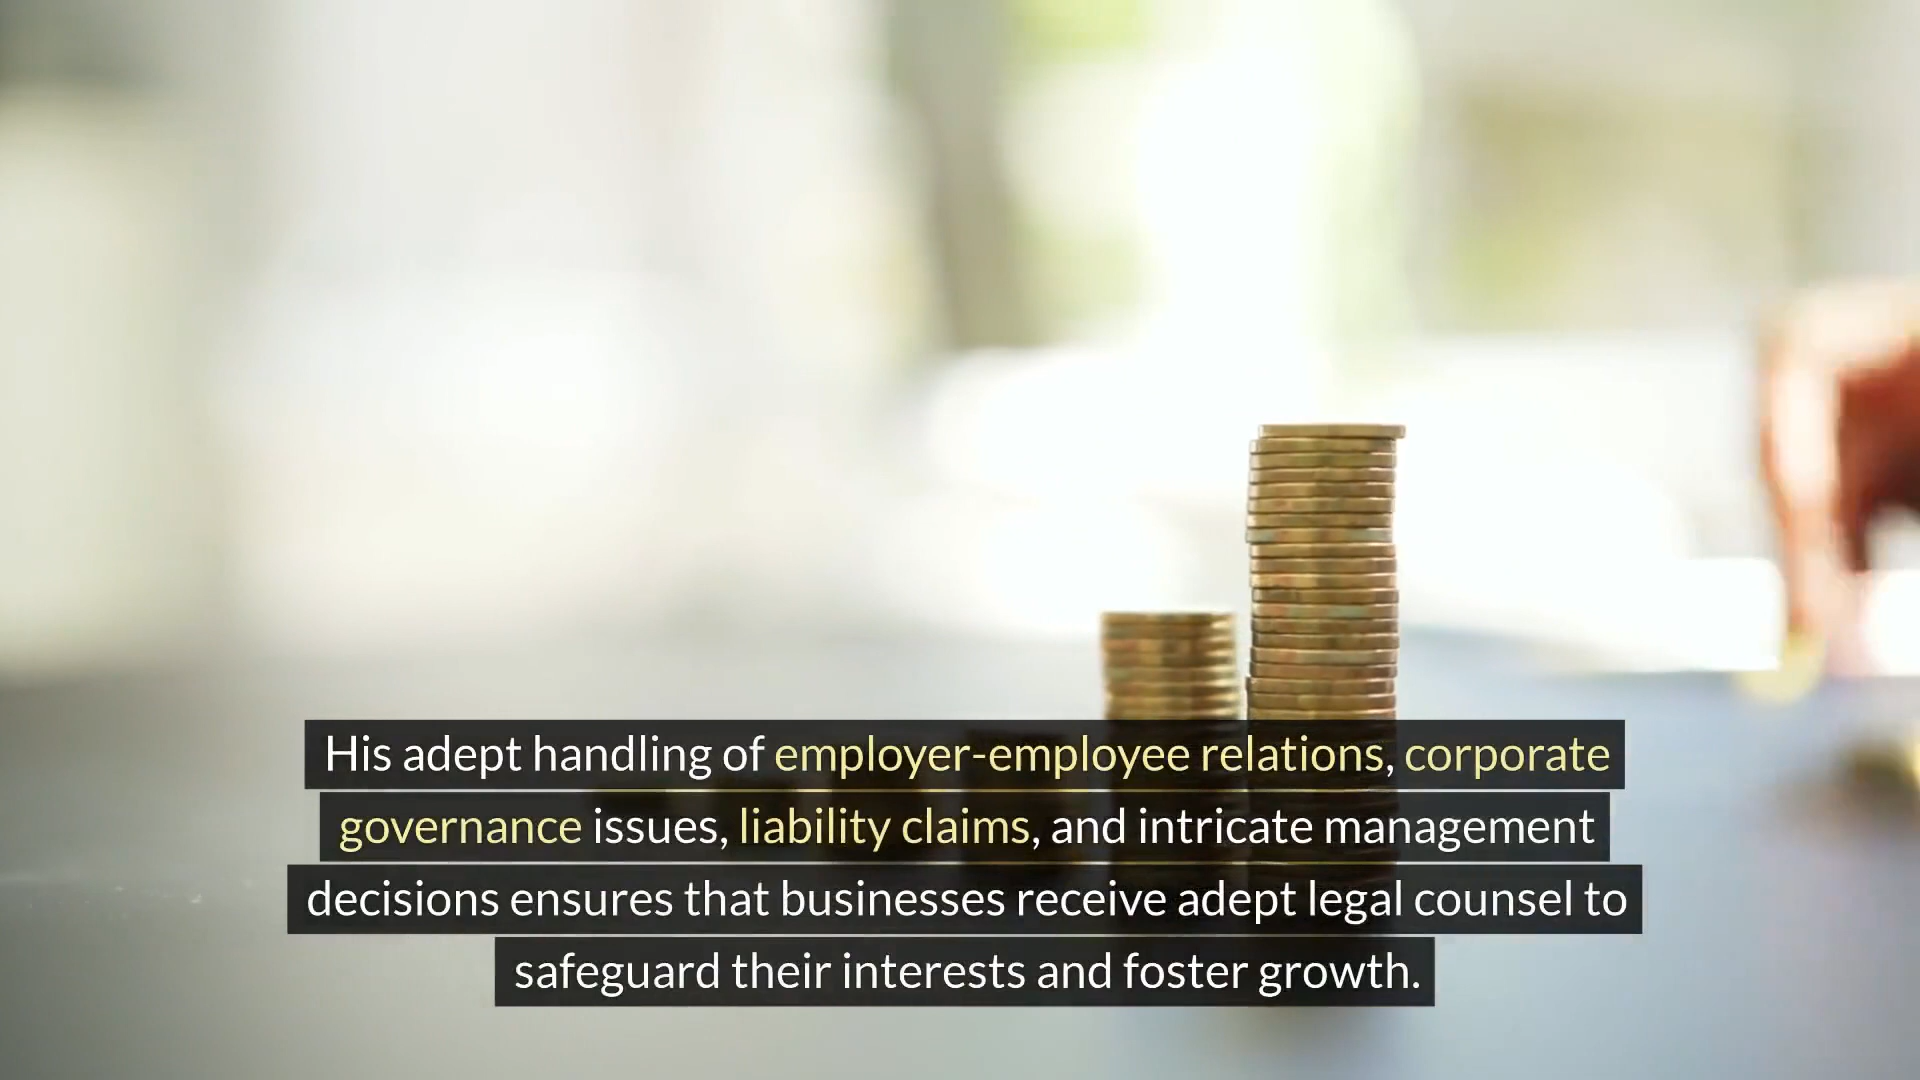 His adept handling of employer-employee relations, corporate
governance issues, liability claims, and intricate management
decisions ensures that businesses receive adept legal counsel to
safeguard their interests and foster growth.